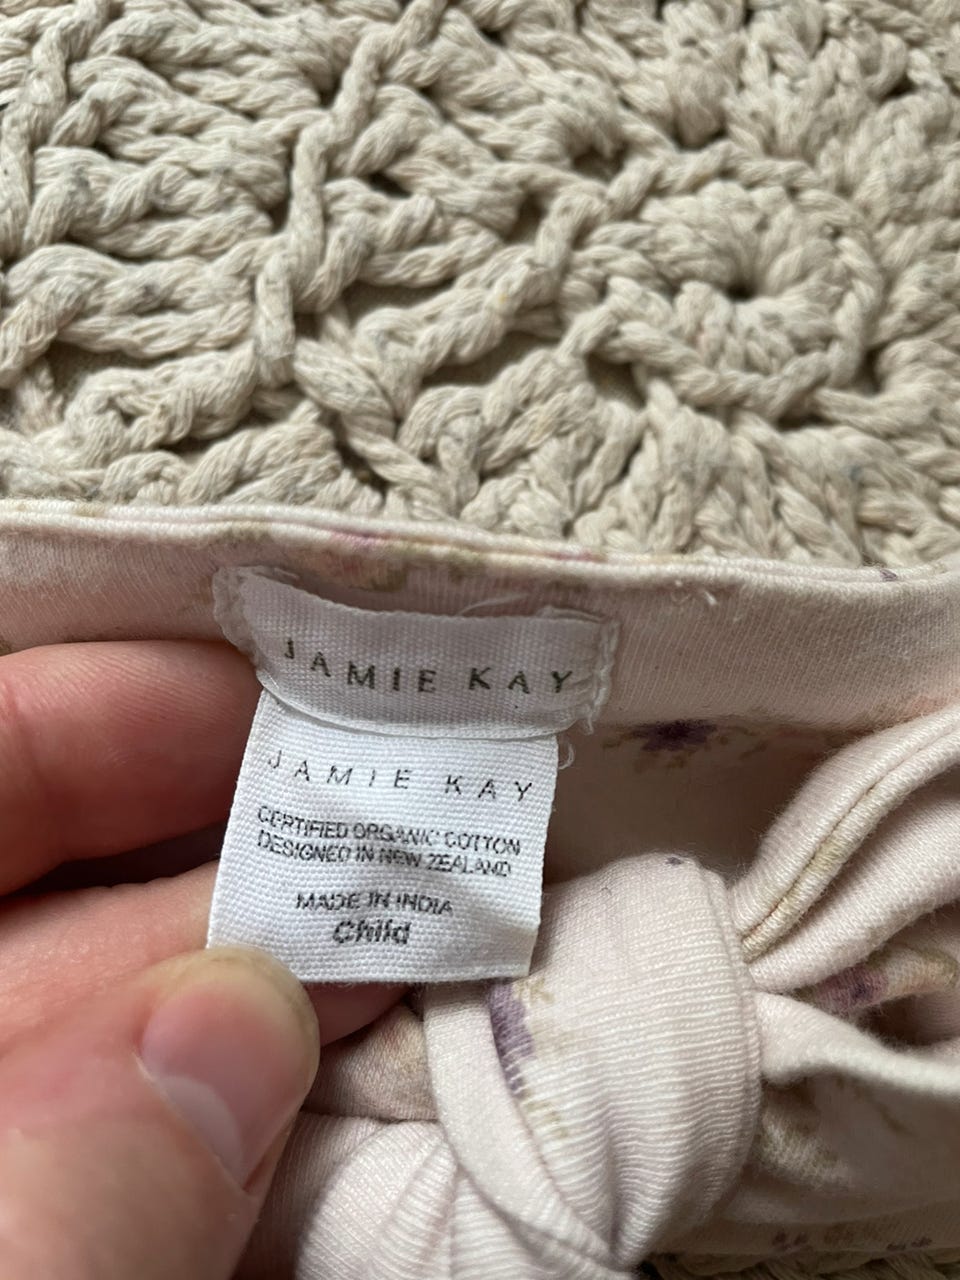 JAMIE KAY
JAMIE KAY
CERTIFIED ORGANIC COTTON
DESIGNED IN NEW ZEALAND
MADE IN INDIA
Child